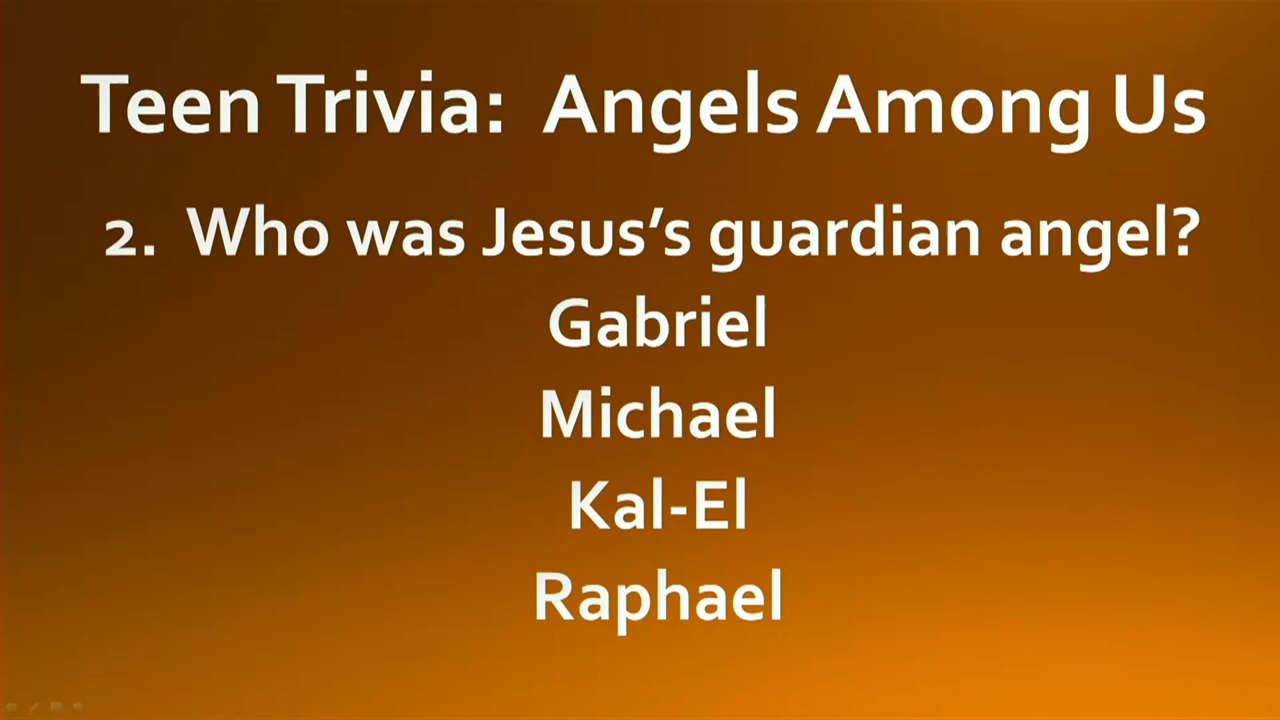 Teen Trivia: Angels Among Us
2. Who was Jesus’s guardian angel?
Gabriel
Michael
Kal-El
Raphael